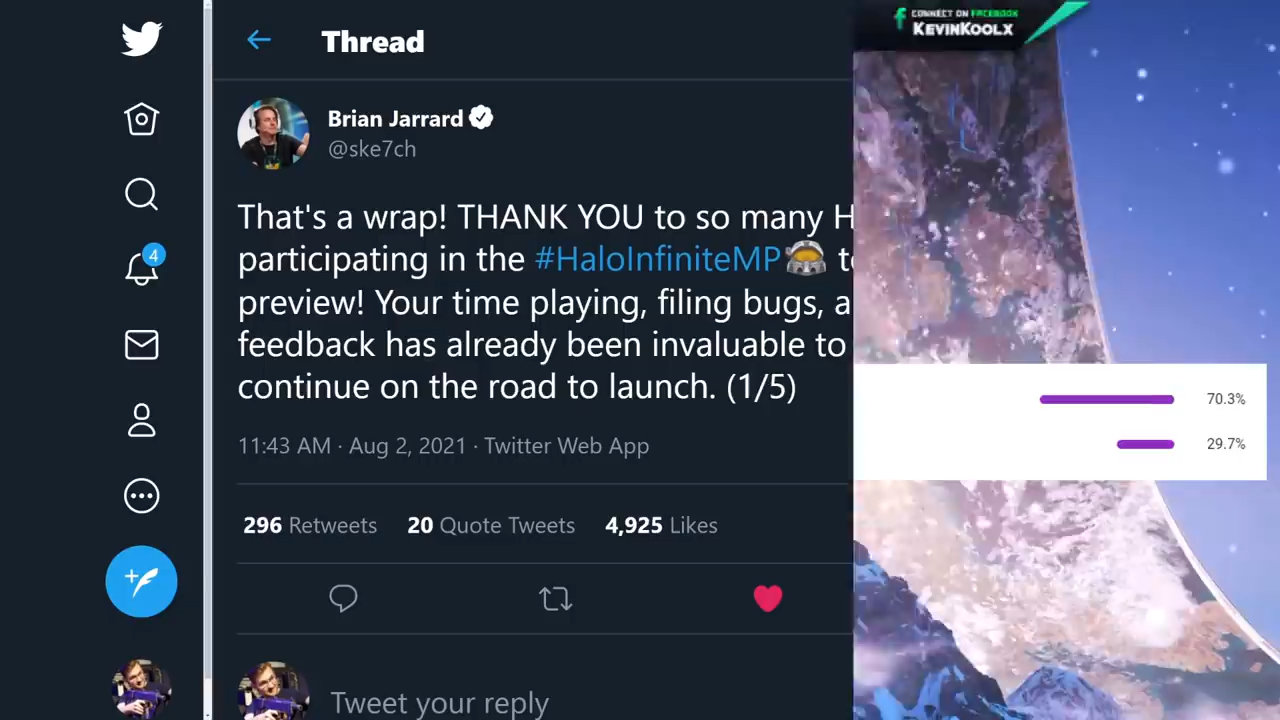 CONNECT ON FACEBOOK
KEVINKOOLX
Thread
Brian Jarrard
@ske7ch
That's a wrap! THANK YOU to so many H
participating in the #HaloInfiniteMP
preview! Your time playing, filing bugs, a
feedback has already been invaluable to
continue on the road to launch. (1/5)
11:43 AM · Aug 2, 2021 · Twitter Web App
296 Retweets 20 Quote Tweets 4,925 Likes
Tweet your reply
4
70.3%
29.7%